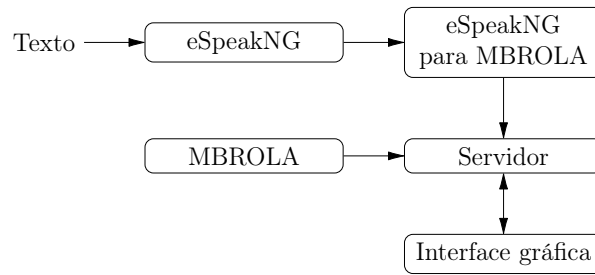 Texto
eSpeakNG
eSpeakNG
para MBROLA
MBROLA
Servidor
Interface gráfica